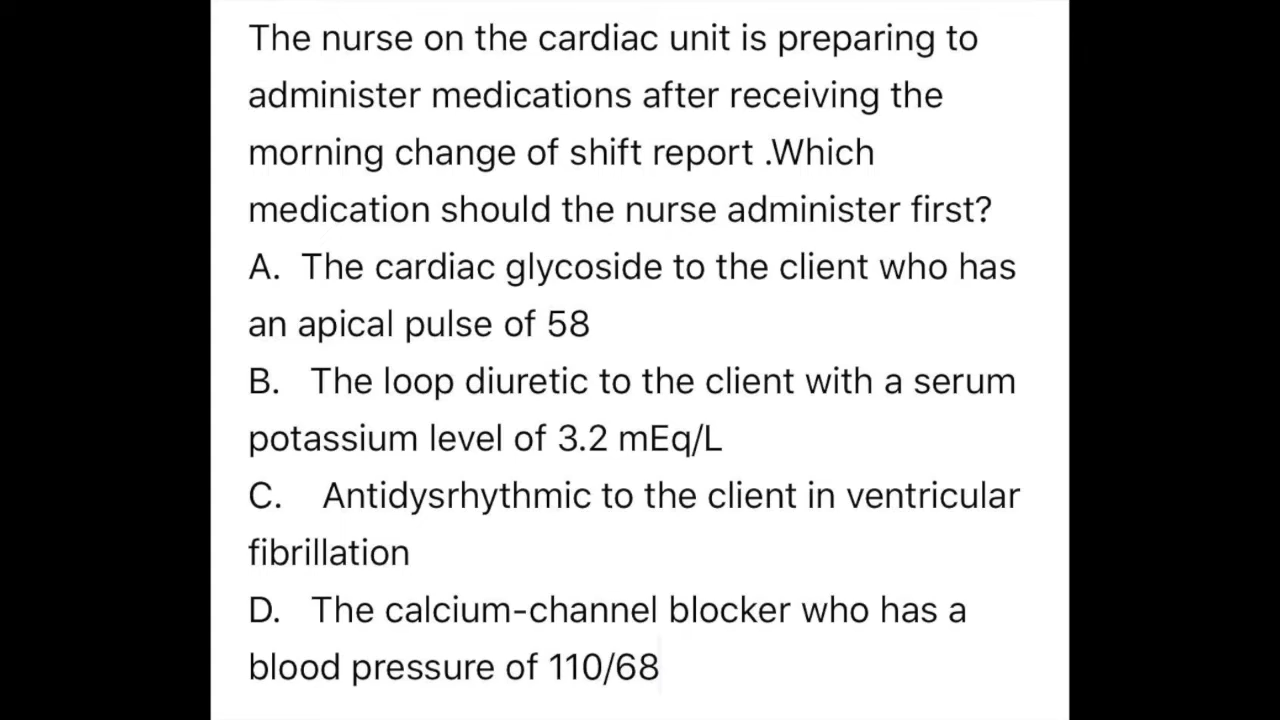 The nurse on the cardiac unit is preparing to
administer medications after receiving the
morning change of shift report .Which
medication should the nurse administer first?
A. The cardiac glycoside to the client who has
an apical pulse of 58
B. The loop diuretic to the client with a serum
potassium level of 3.2 mEq/L
C. Antidysrhythmic to the client in ventricular
fibrillation
D. The calcium-channel blocker who has a
blood pressure of 110/68